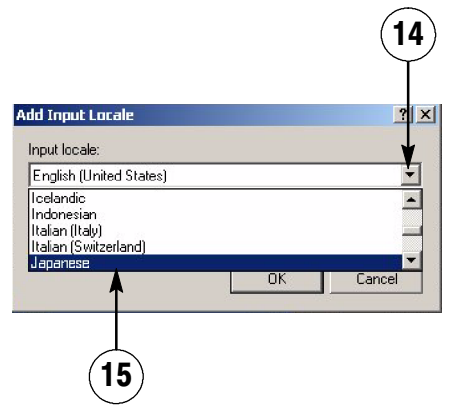 14
Add Input Locale
Input locale:
English (United States)
Icelandic
Indonesian
Italian (Italy)
Italian (Switzerland)
Japanese
OK Cancel
15